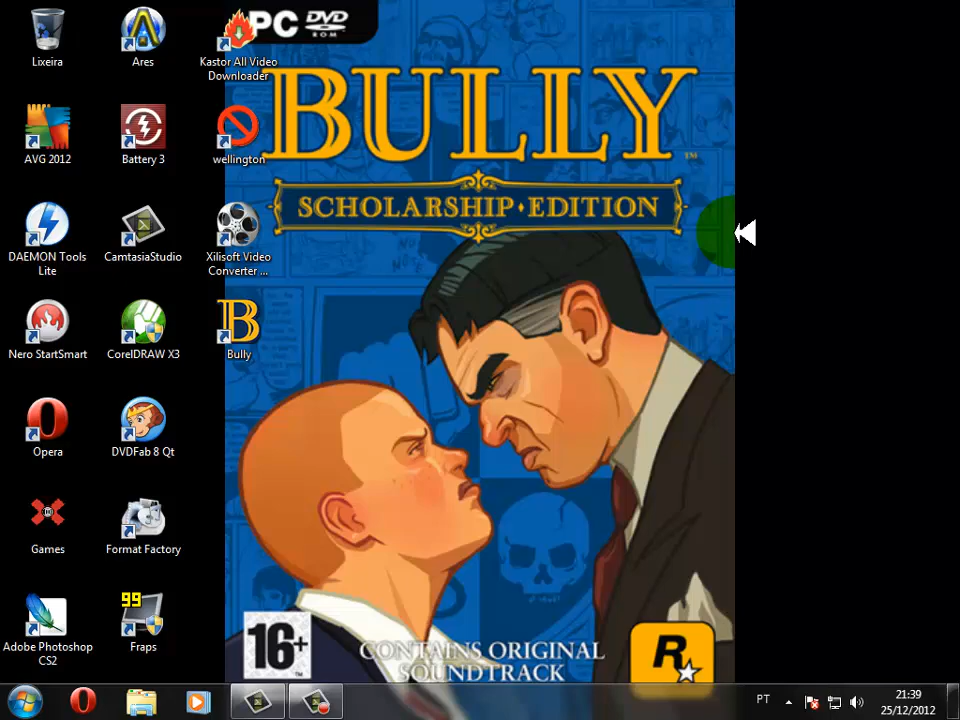 Lixeira
Ares
Kastor All Video
Downloader
AVG 2012
Battery 3
wellington
DAEMON Tools
Lite
CamtasiaStudio
Xilisoft Video
Converter ...
Nero StartSmart
CorelDRAW X3
B
Bully
Opera
DVDFab 8 Qt
Games
Format Factory
Adobe Photoshop
CS2
99
Fraps
PC DVD
ROM
BULLY™
SCHOLARSHIP·EDITION
16+
CONTAINS ORIGINAL
SOUNDTRACK
R
PT
21:39
25/12/2012